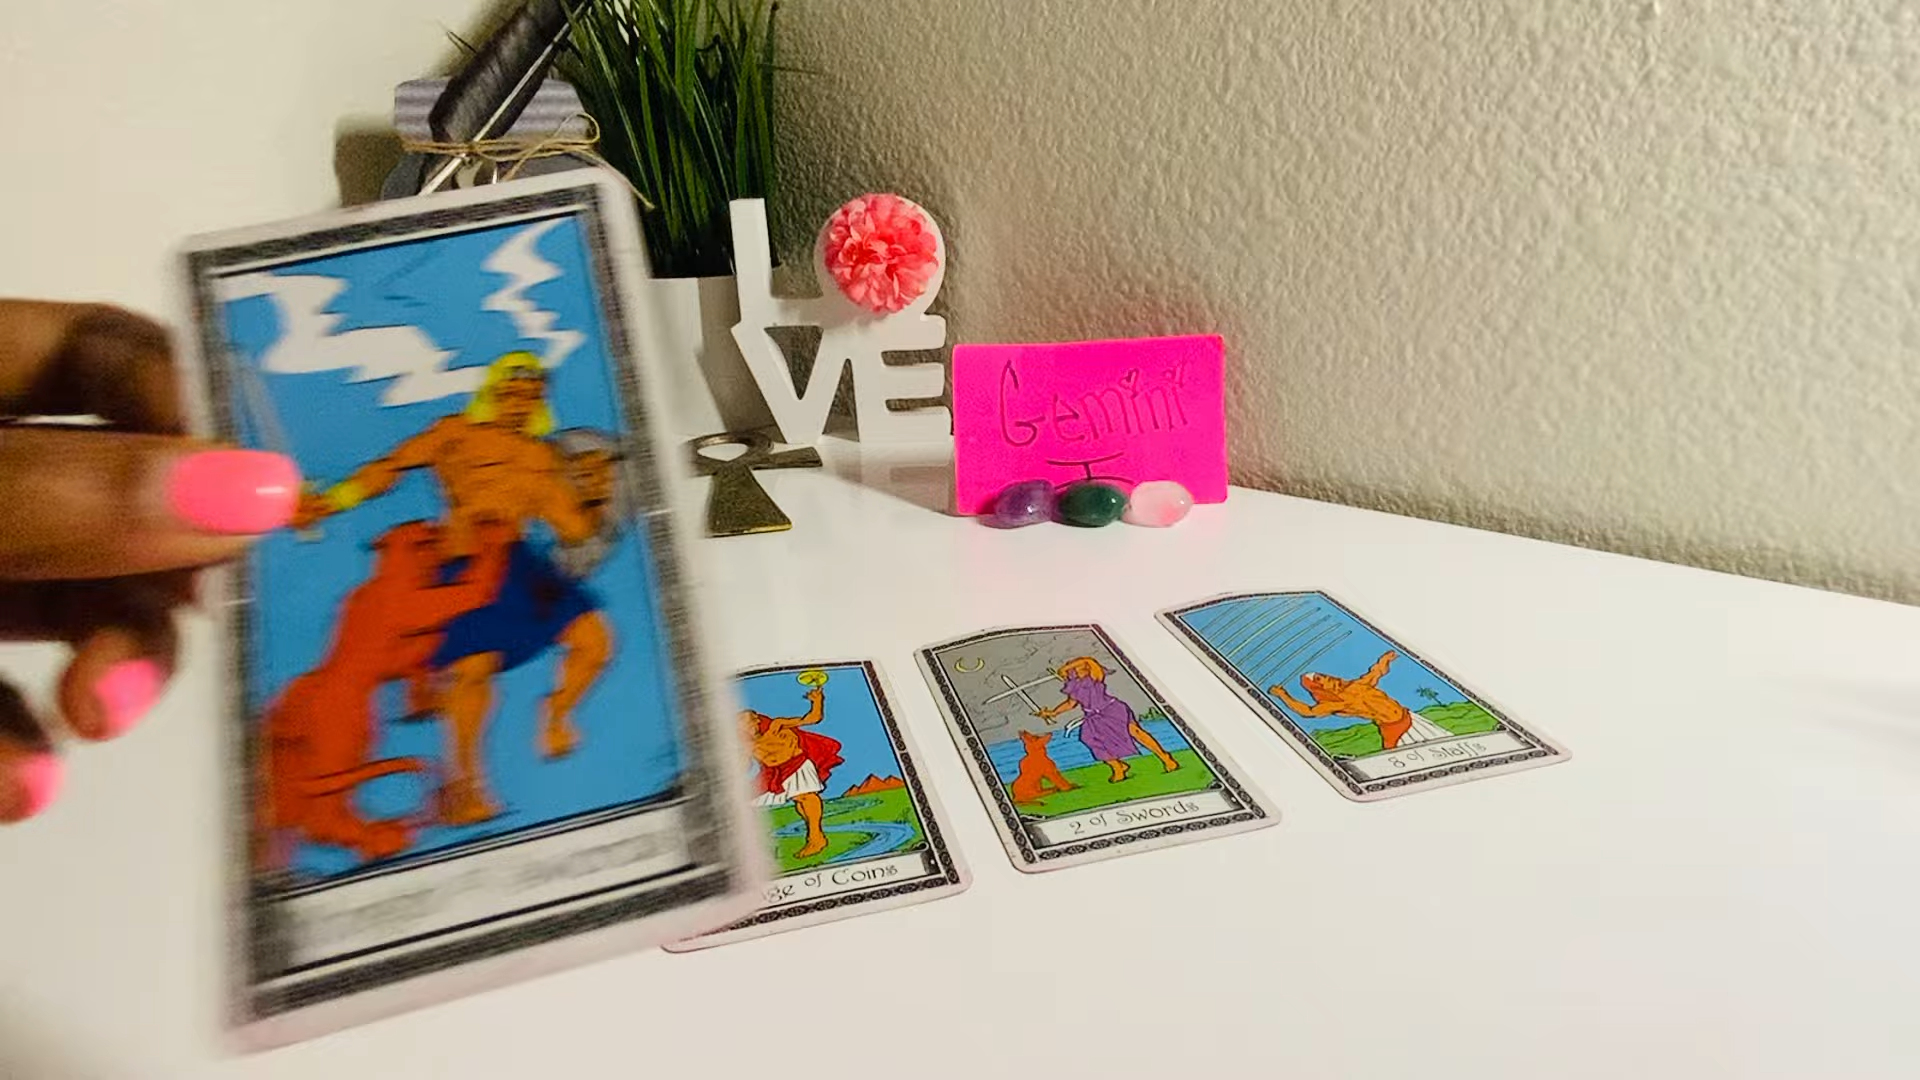 LOVE
Gemini
ge of Coins
2 of Swords
8 of Staffs